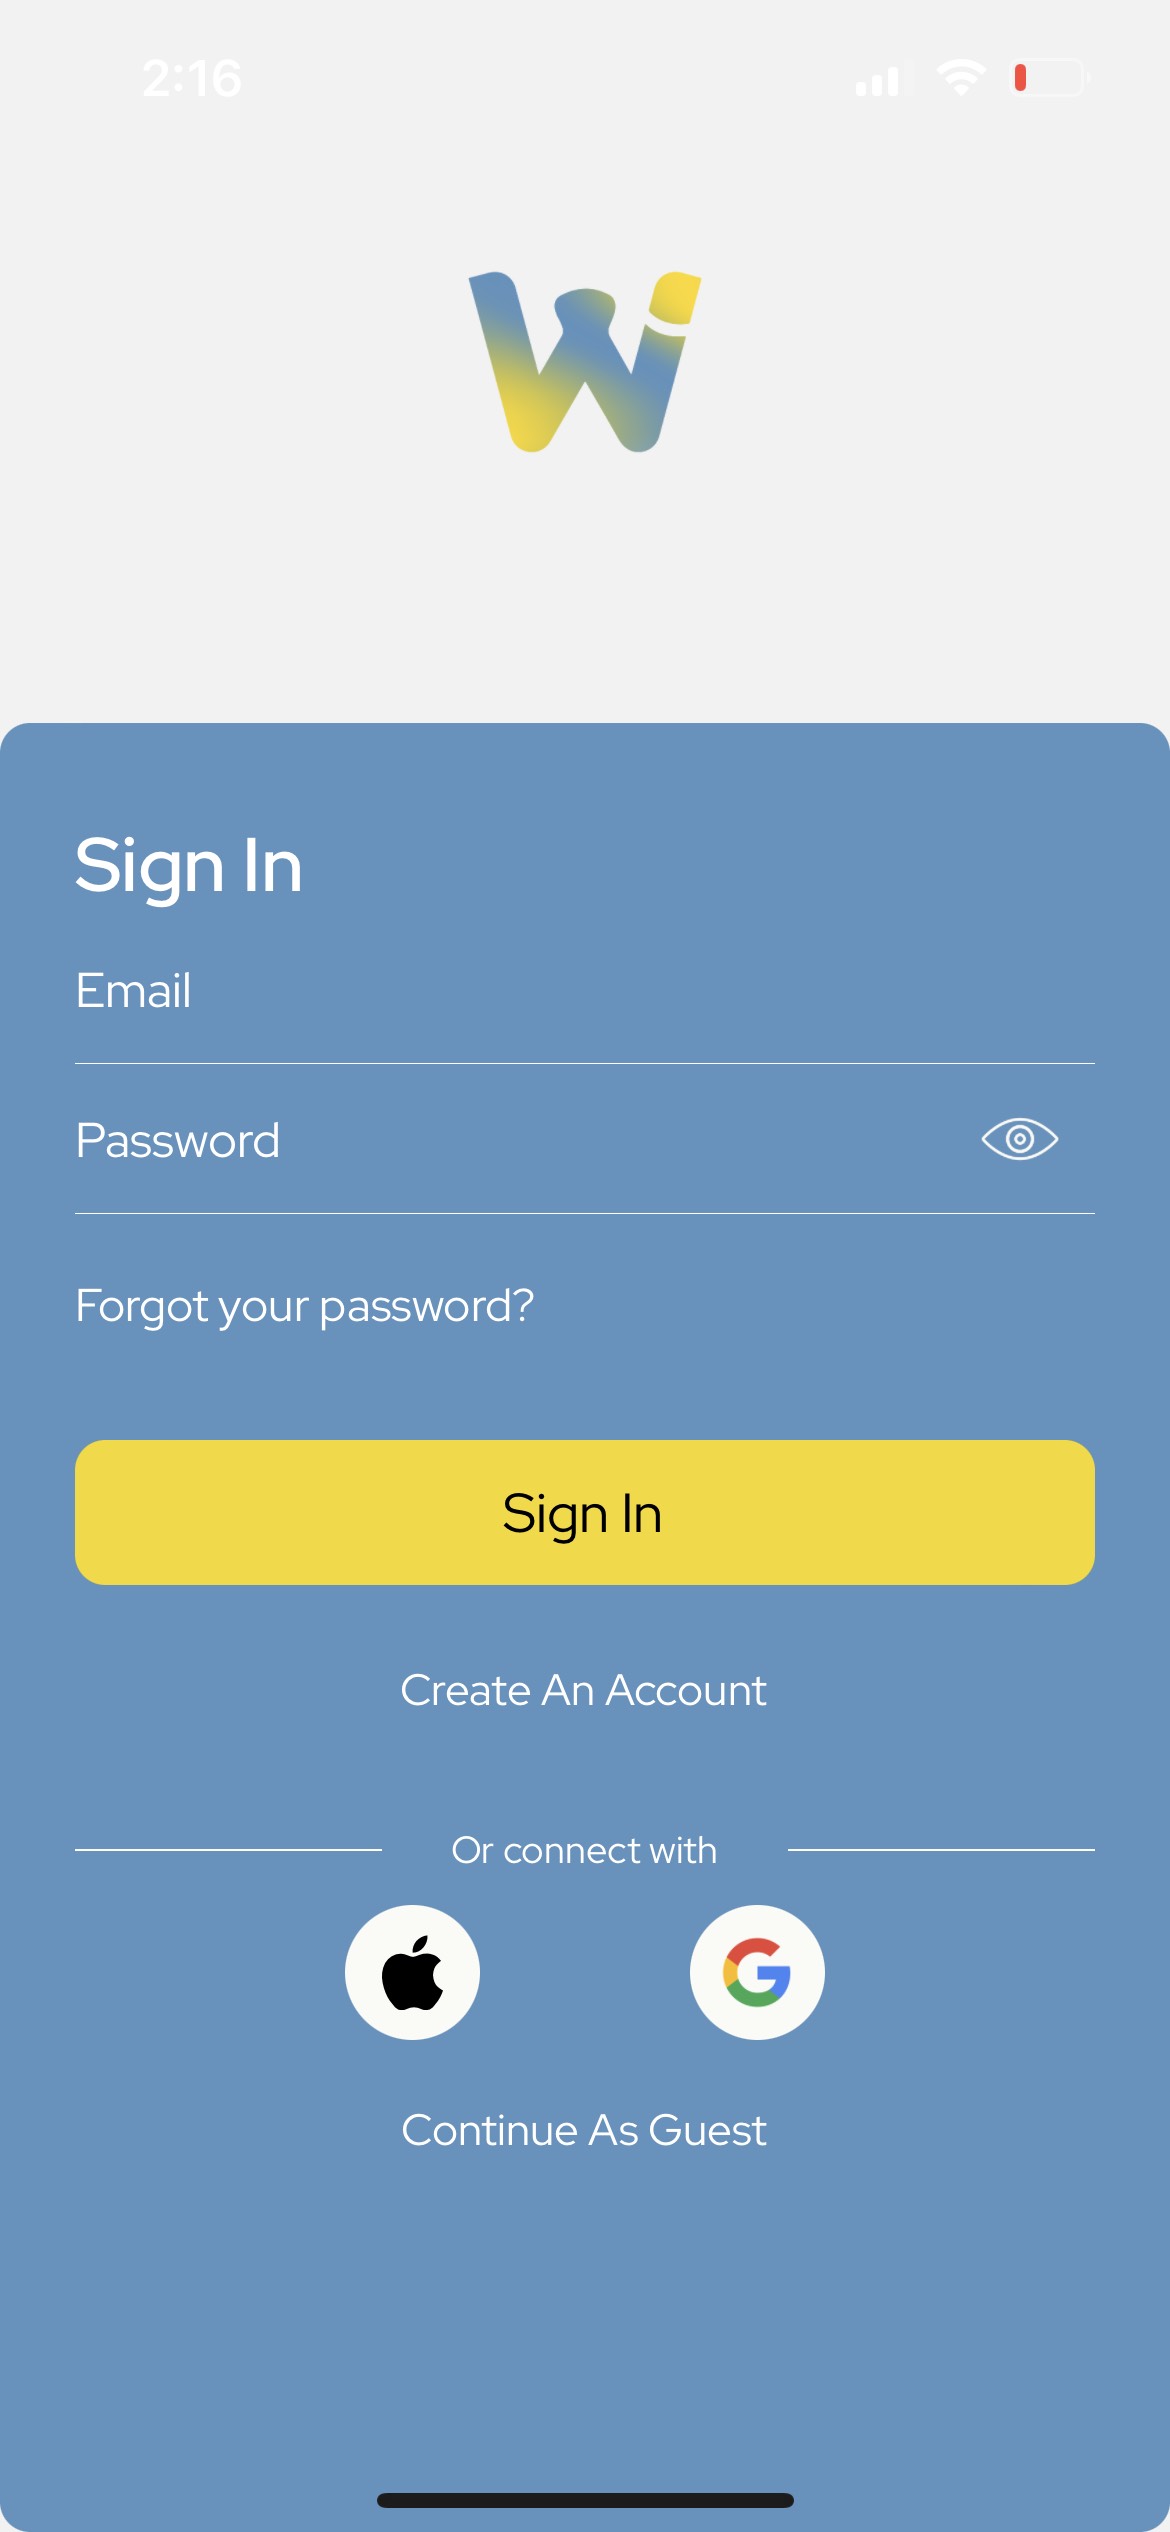 2:16
Sign In
Email
Password
Forgot your password?
Sign In
Create An Account
Or connect with
Continue As Guest